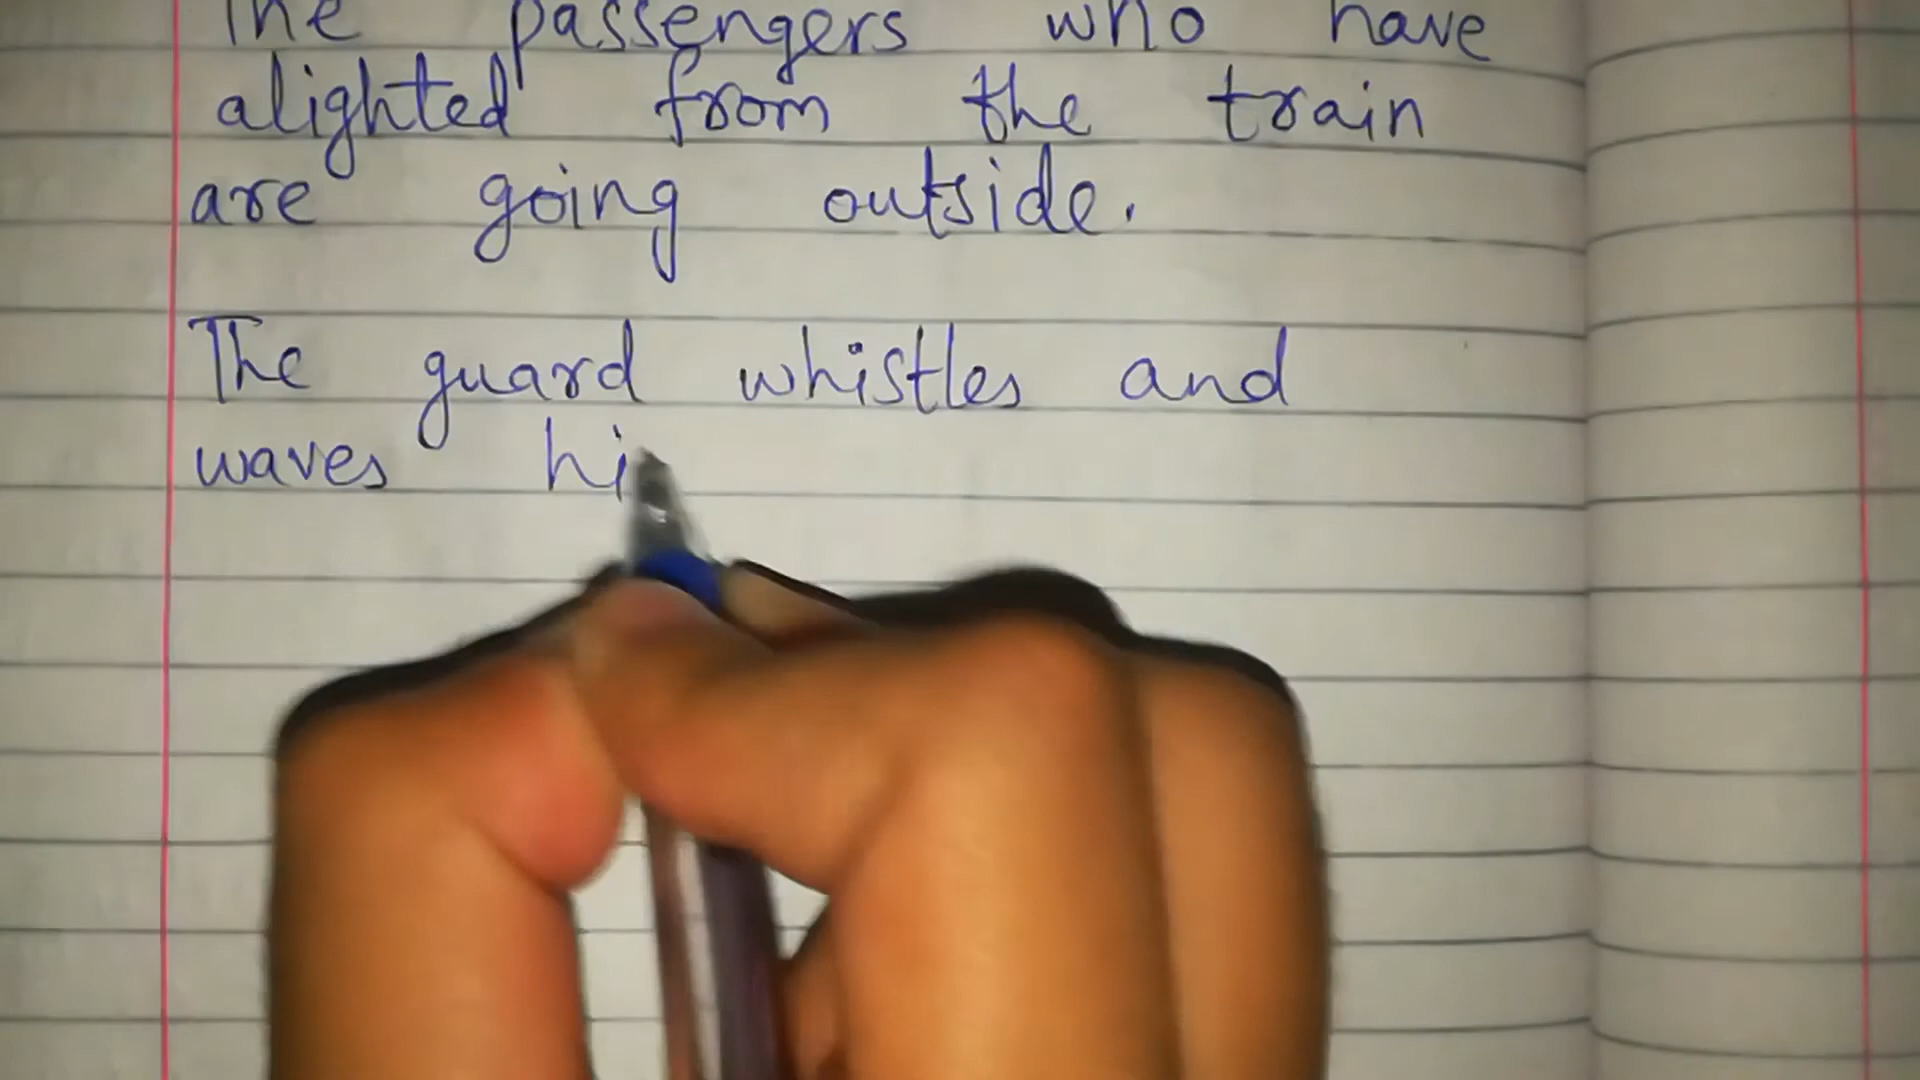 The passengers who have
alighted from the train
are going outside.
The guard whistles and
waves hi